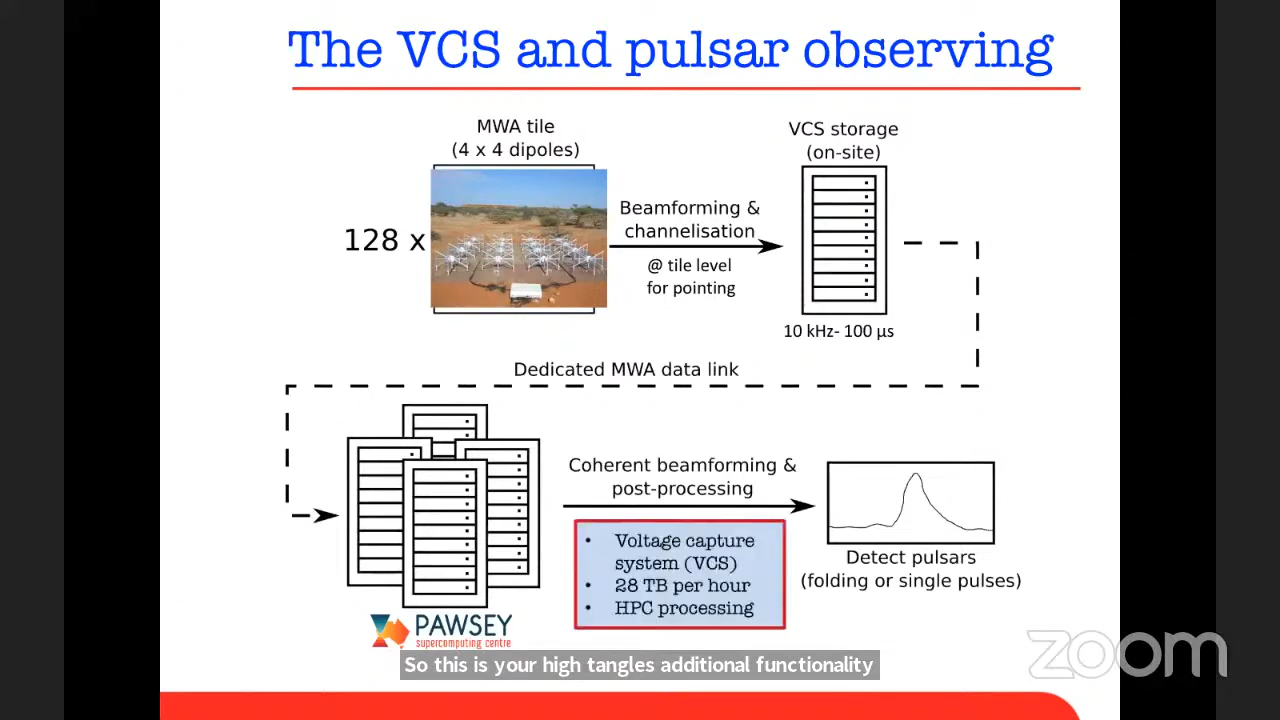 The VCS and pulsar observing
MWA tile
(4 x 4 dipoles)
128 x
Beamforming &
channelisation
@ tile level
for pointing
VCS storage
(on-site)
10 kHz- 100 µs
Dedicated MWA data link
Coherent beamforming &
post-processing
• Voltage capture
system (VCS)
• 28 TB per hour
• HPC processing
Detect pulsars
(folding or single pulses)
PAWSEY
supercomputing centre
So this is your high tangles additional functionality
zoom